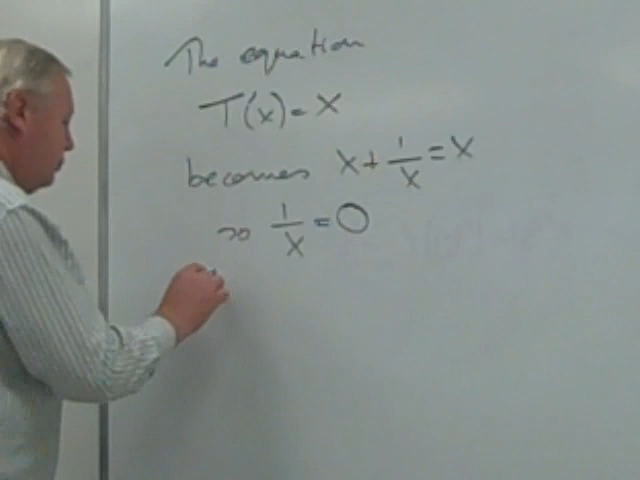 The equation
T(x) = x
becomes x + 1/x = x
so 1/x = 0